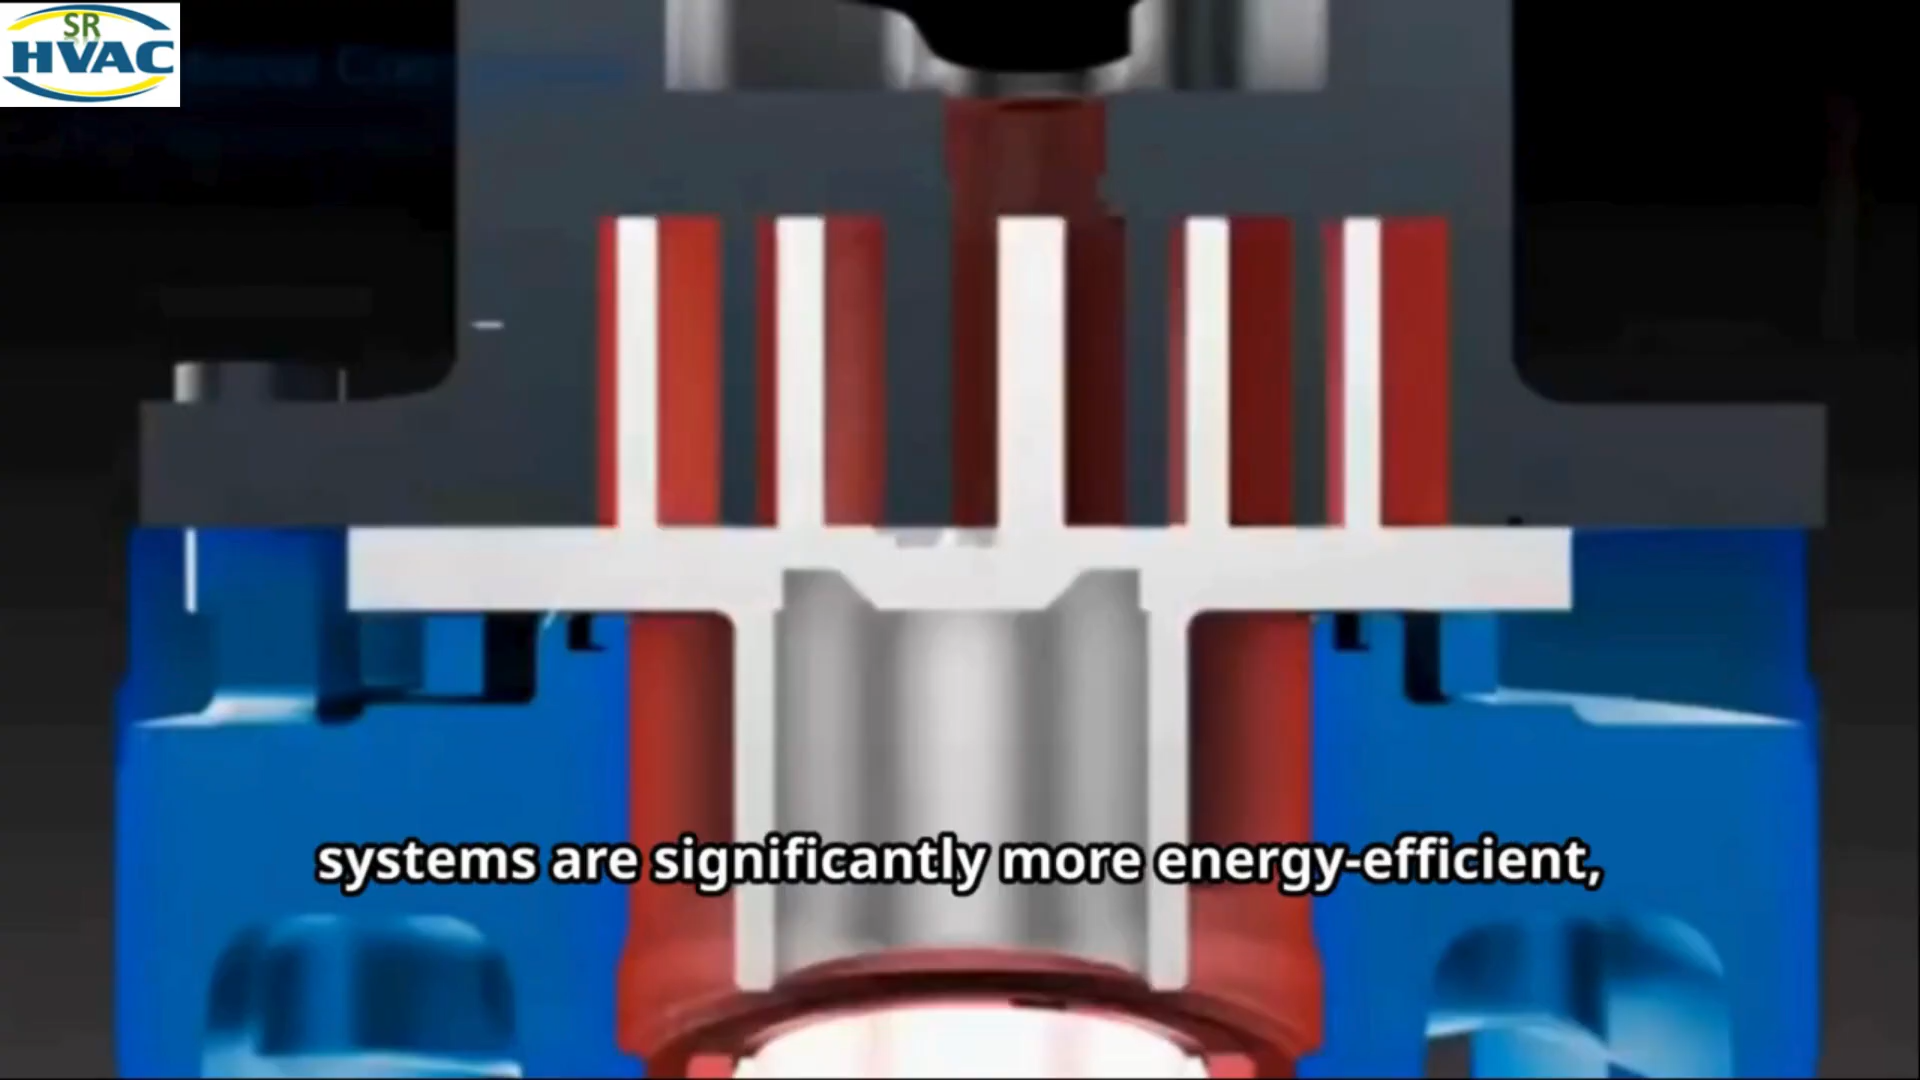 SR
HVAC
systems are significantly more energy-efficient,